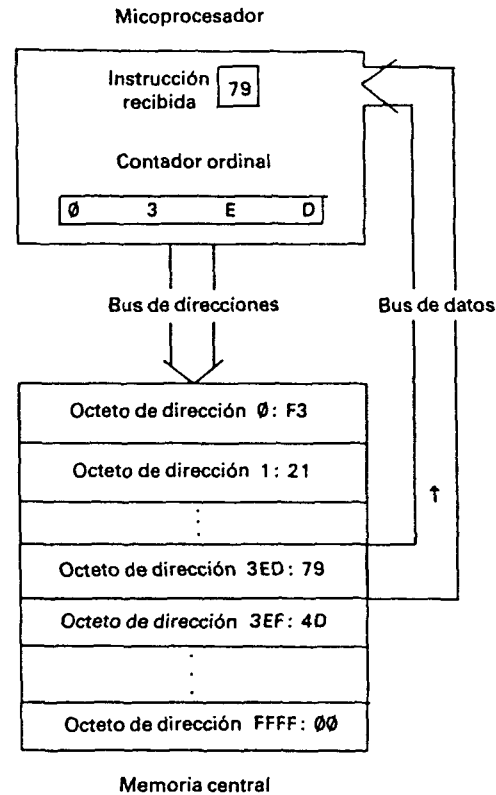 Micoprocesador
Instrucción 79
recibida
Contador ordinal
Ø 3 E D
Bus de direcciones
Bus de datos
Octeto de dirección Ø: F3
Octeto de dirección 1: 21
Octeto de dirección 3ED: 79
Octeto de dirección 3EF: 4D
Octeto de dirección FFFF: ØØ
Memoria central